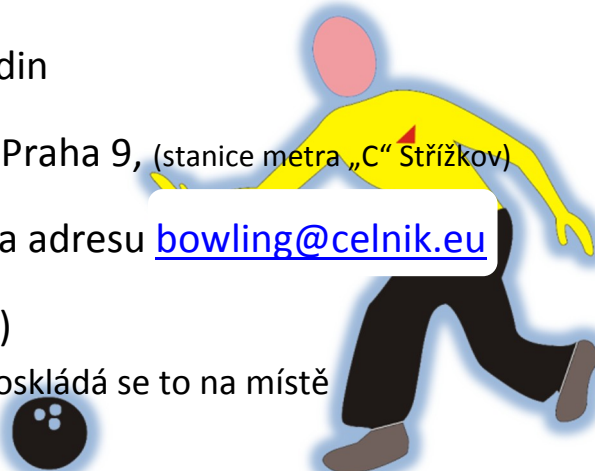 din
Praha 9, (stanice metra „C“ Střížkov)
a adresu bowling@celnik.eu
)
oskládá se to na místě